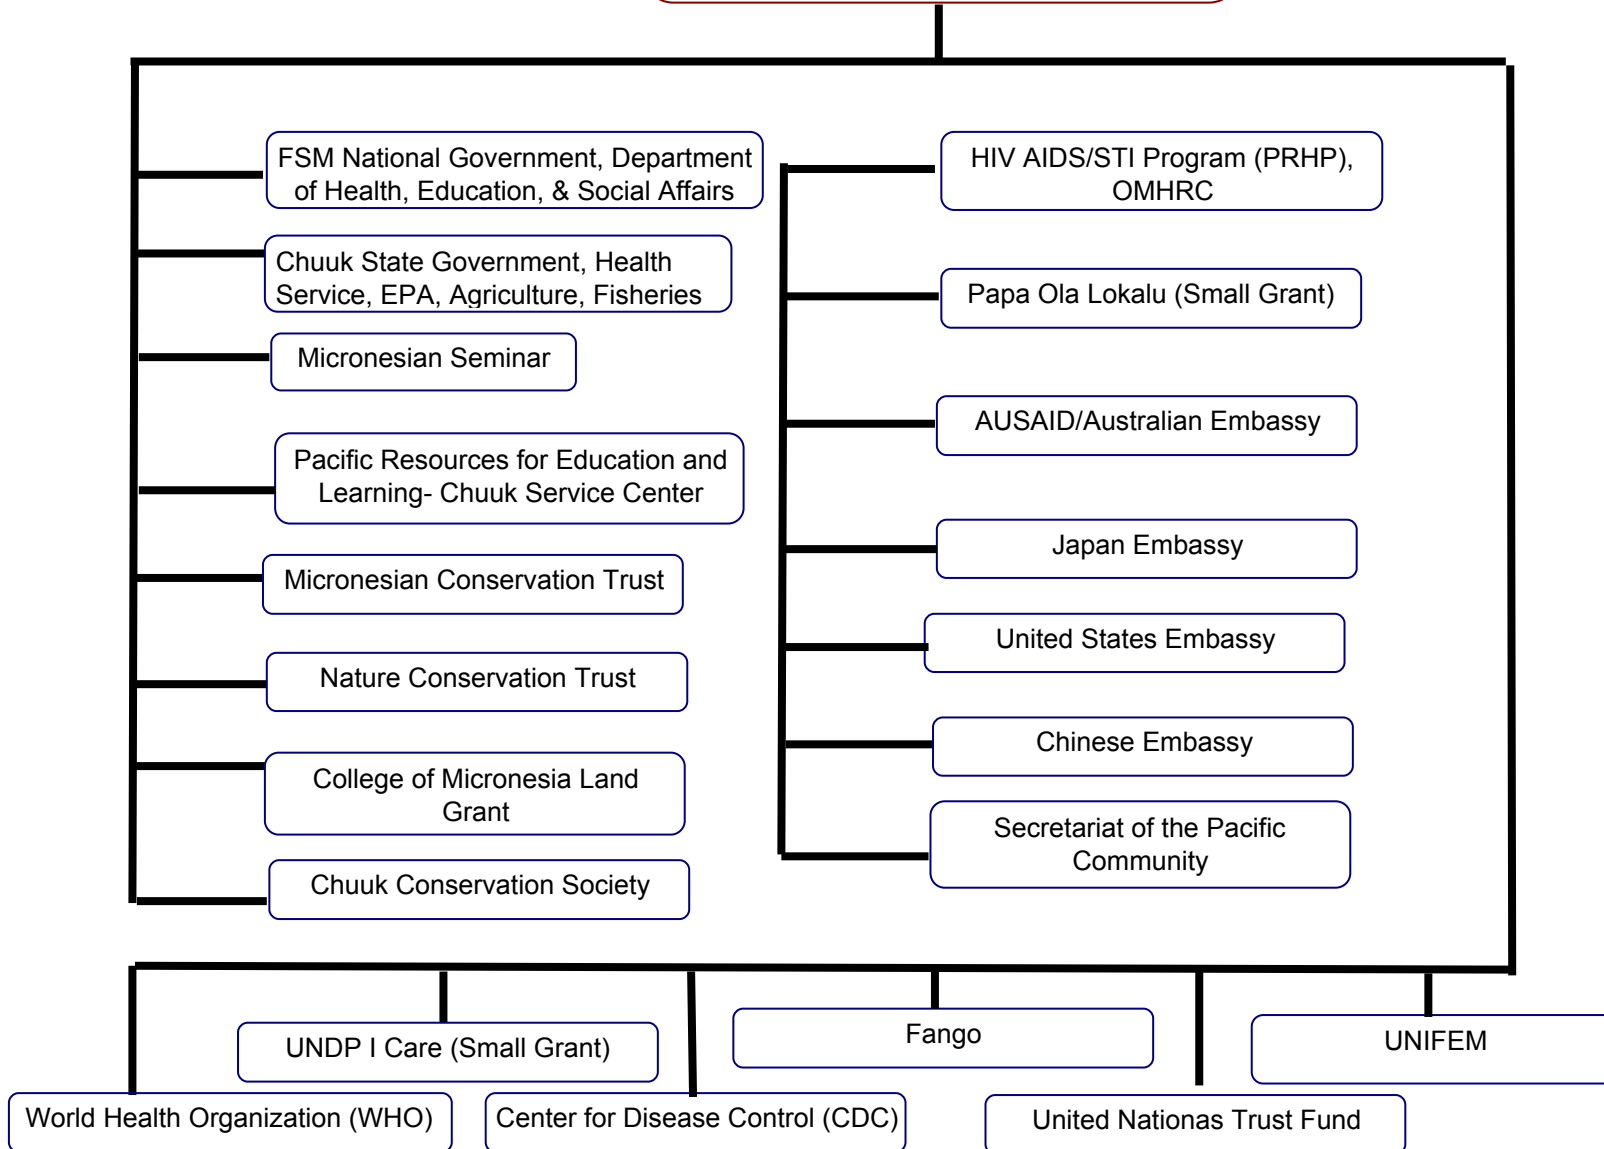 FSM National Government, Department
of Health, Education, & Social Affairs
Chuuk State Government, Health
Service, EPA, Agriculture, Fisheries
Micronesian Seminar
Pacific Resources for Education and
Learning- Chuuk Service Center
Micronesian Conservation Trust
Nature Conservation Trust
College of Micronesia Land
Grant
Chuuk Conservation Society
HIV AIDS/STI Program (PRHP),
OMHRC
Papa Ola Lokalu (Small Grant)
AUSAID/Australian Embassy
Japan Embassy
United States Embassy
Chinese Embassy
Secretariat of the Pacific
Community
UNDP I Care (Small Grant)
Fango
UNIFEM
World Health Organization (WHO)
Center for Disease Control (CDC)
United Nationas Trust Fund